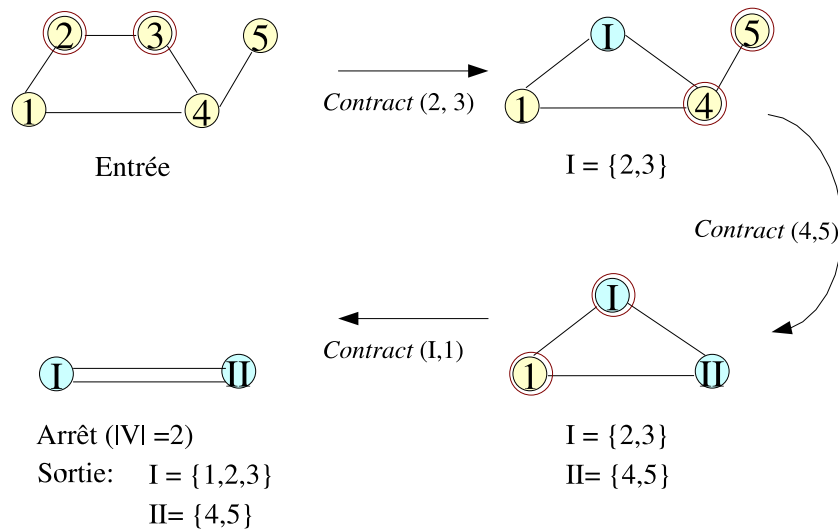 2 3 5
1 4
Entrée
Contract (2, 3)
I 5
1 4
I = {2,3}
Contract (4,5)
I
1 II
I = {2,3}
II= {4,5}
Contract (I,1)
I II
Arrêt (|V| =2)
Sortie: I = {1,2,3}
II= {4,5}